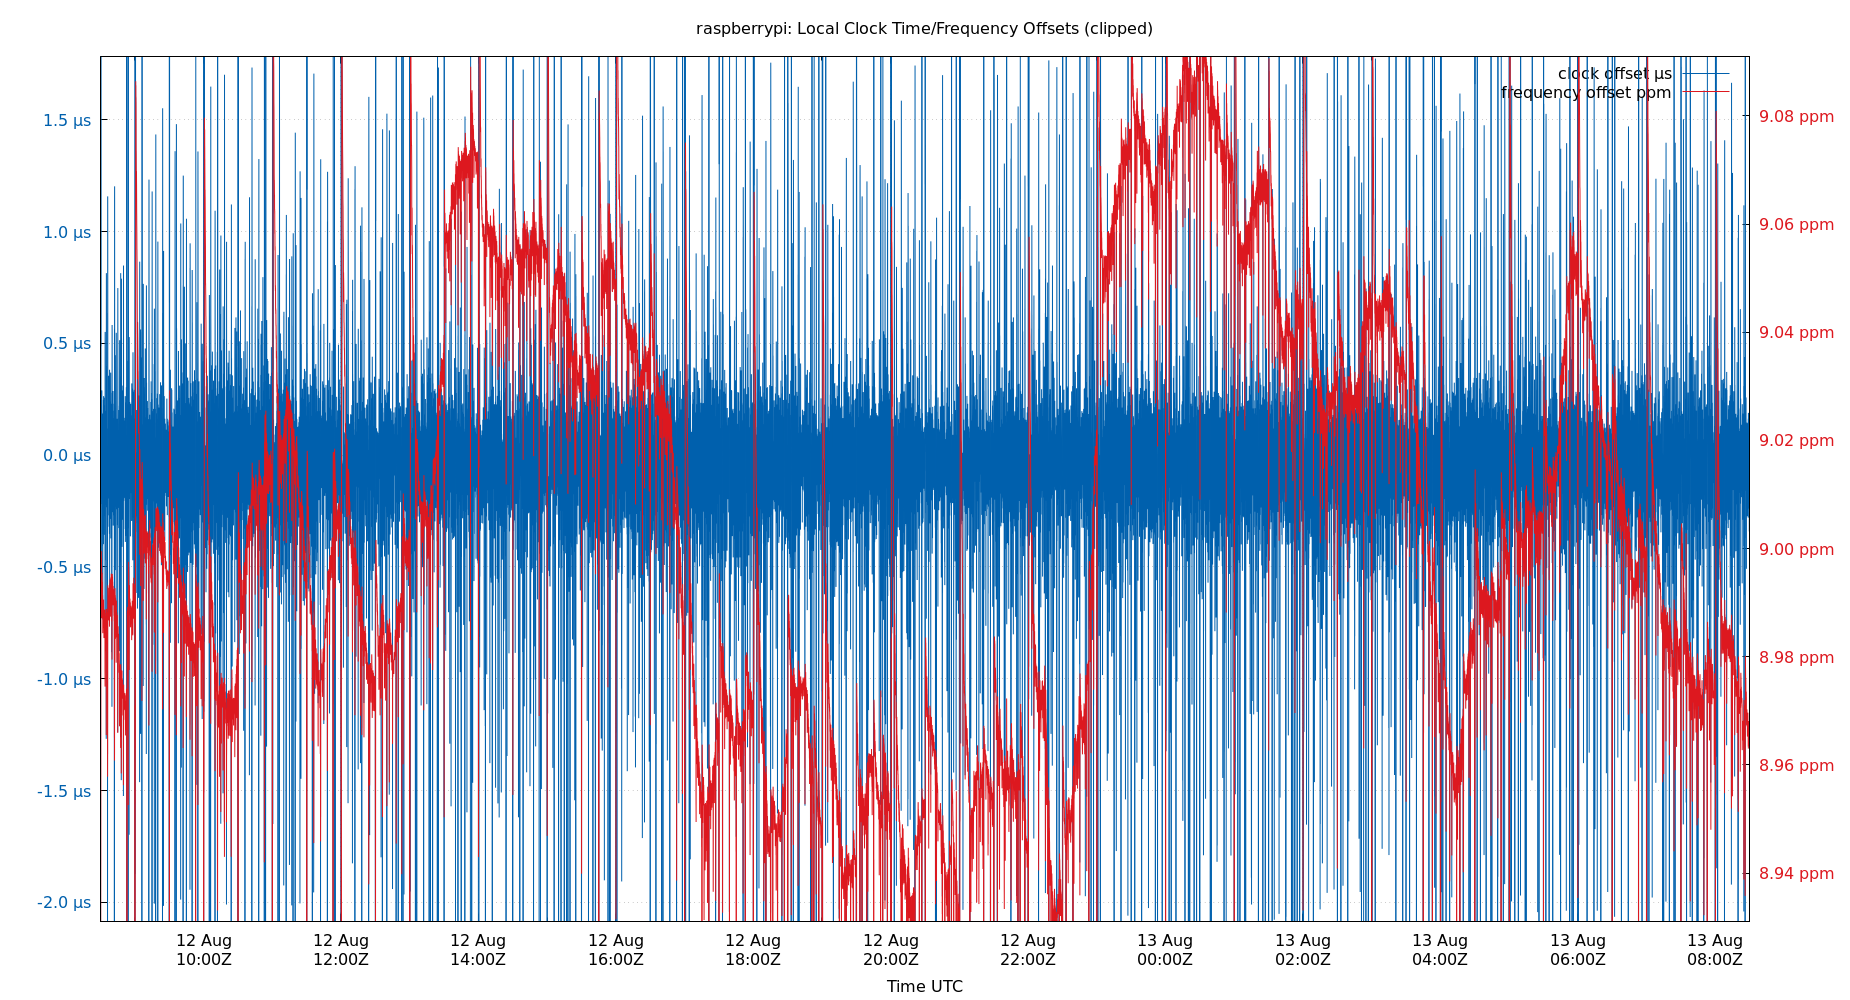 raspberrypi: Local Clock Time/Frequency Offsets (clipped)
clock offset µs
frequency offset ppm
1.5 µs
1.0 µs
0.5 µs
0.0 µs
-0.5 µs
-1.0 µs
-1.5 µs
-2.0 µs
9.08 ppm
9.06 ppm
9.04 ppm
9.02 ppm
9.00 ppm
8.98 ppm
8.96 ppm
8.94 ppm
12 Aug 12 Aug 12 Aug 12 Aug 12 Aug 12 Aug 12 Aug 13 Aug 13 Aug 13 Aug 13 Aug 13 Aug
10:00Z 12:00Z 14:00Z 16:00Z 18:00Z 20:00Z 22:00Z 00:00Z 02:00Z 04:00Z 06:00Z 08:00Z
Time UTC